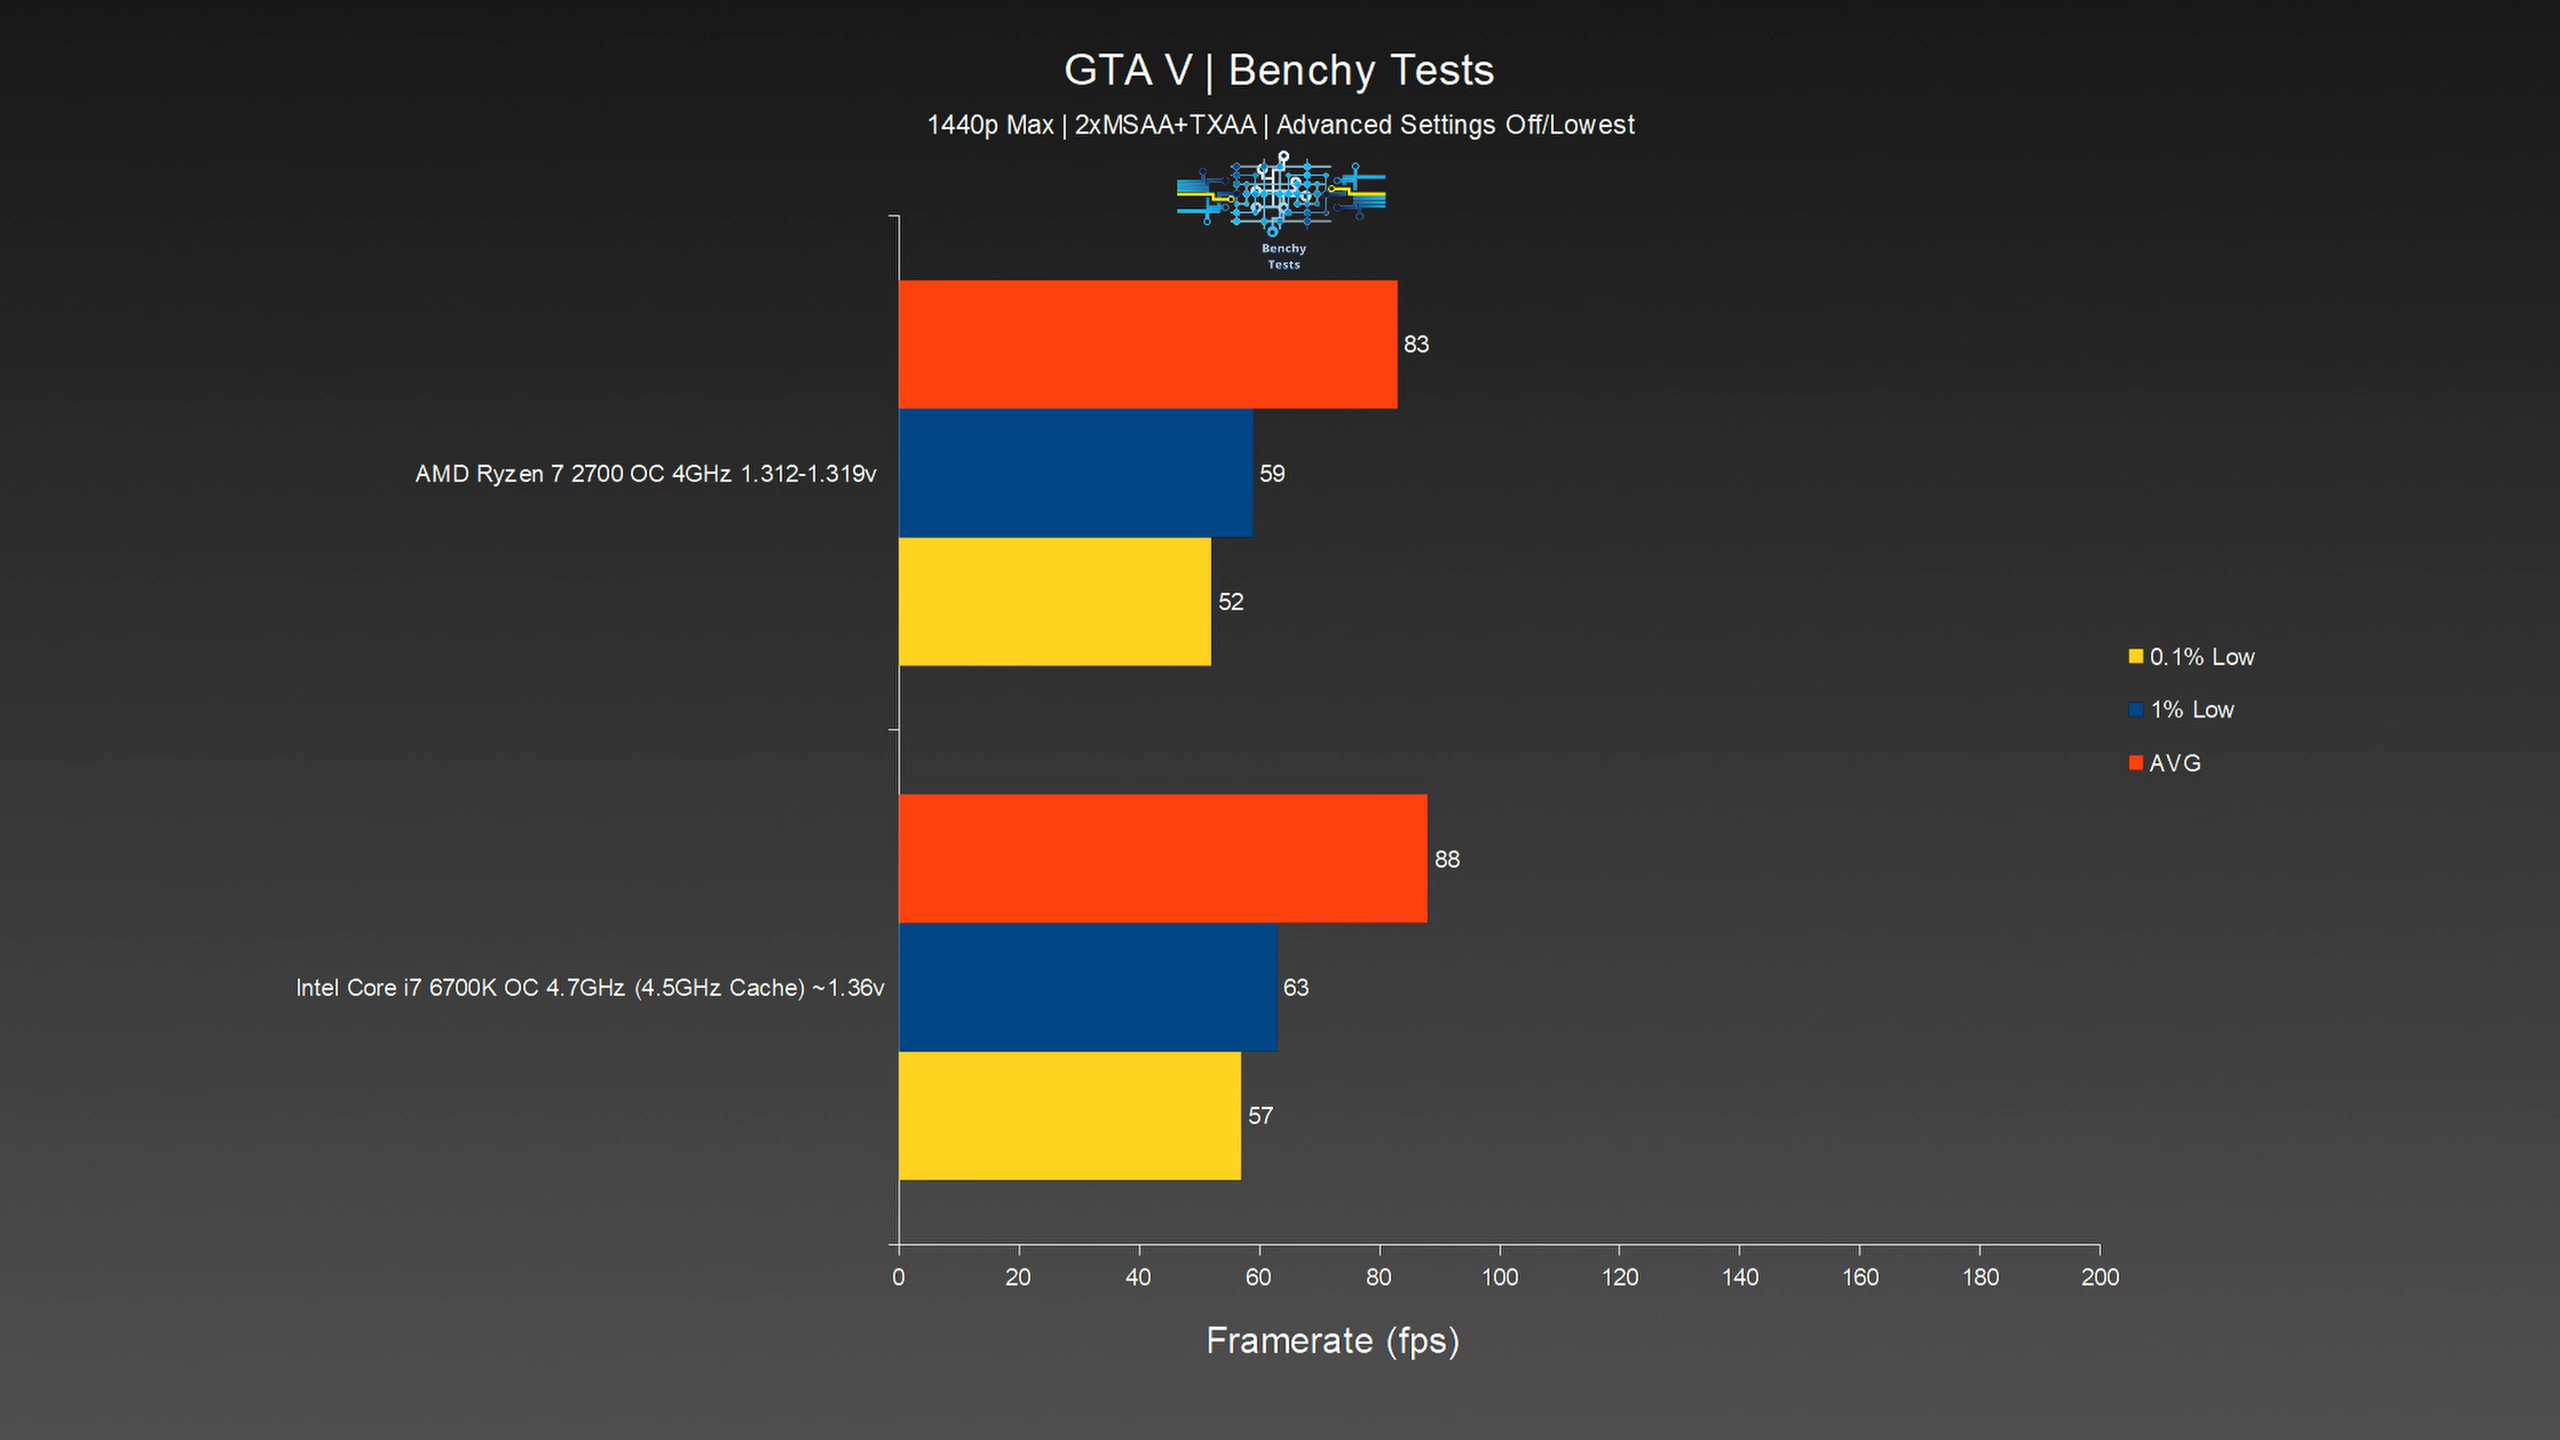 GTA V | Benchy Tests
1440p Max | 2xMSAA+TXAA | Advanced Settings Off/Lowest
Benchy
Tests
83
AMD Ryzen 7 2700 OC 4GHz 1.312-1.319v
59
52
0.1% Low
1% Low
AVG
88
Intel Core i7 6700K OC 4.7GHz (4.5GHz Cache) ~1.36v
63
57
0 20 40 60 80 100 120 140 160 180 200
Framerate (fps)